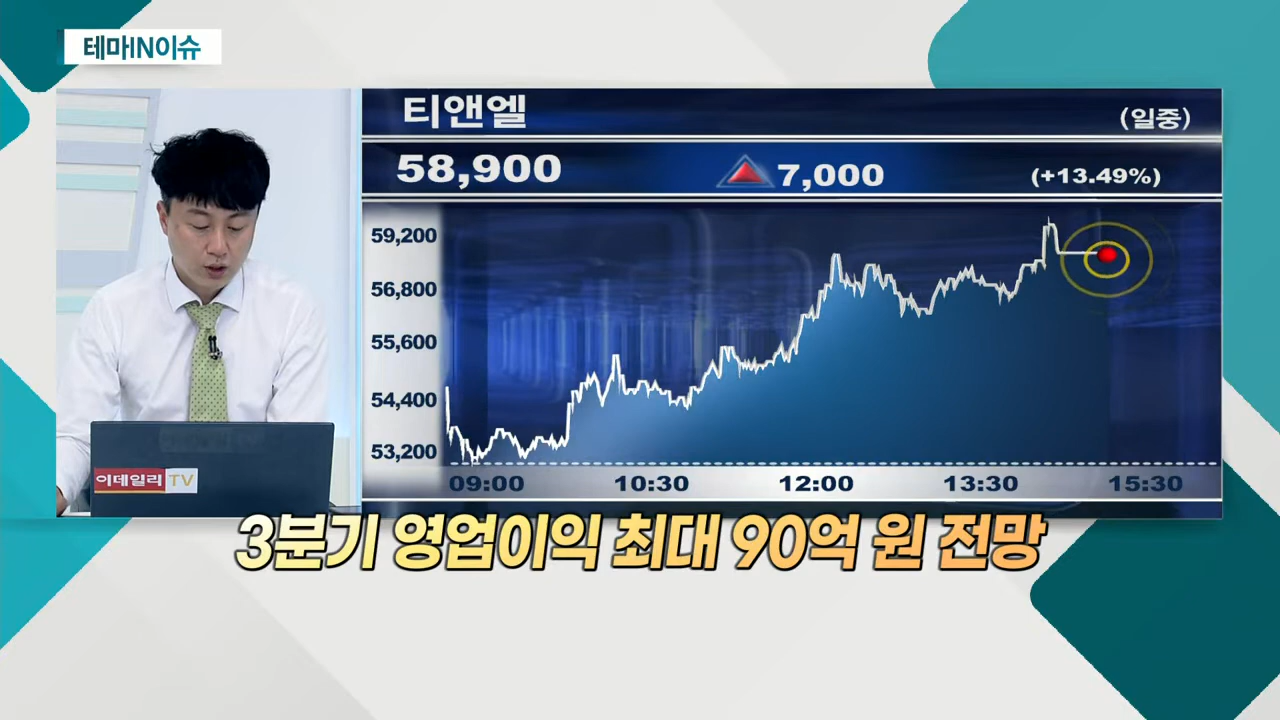 테마IN이슈
티앤엘
(일중)
58,900 ▲ 7,000 (+13.49%)
59,200
56,800
55,600
54,400
53,200
09:00 10:30 12:00 13:30 15:30
이데일리TV
3분기 영업이익 최대 90억 원 전망